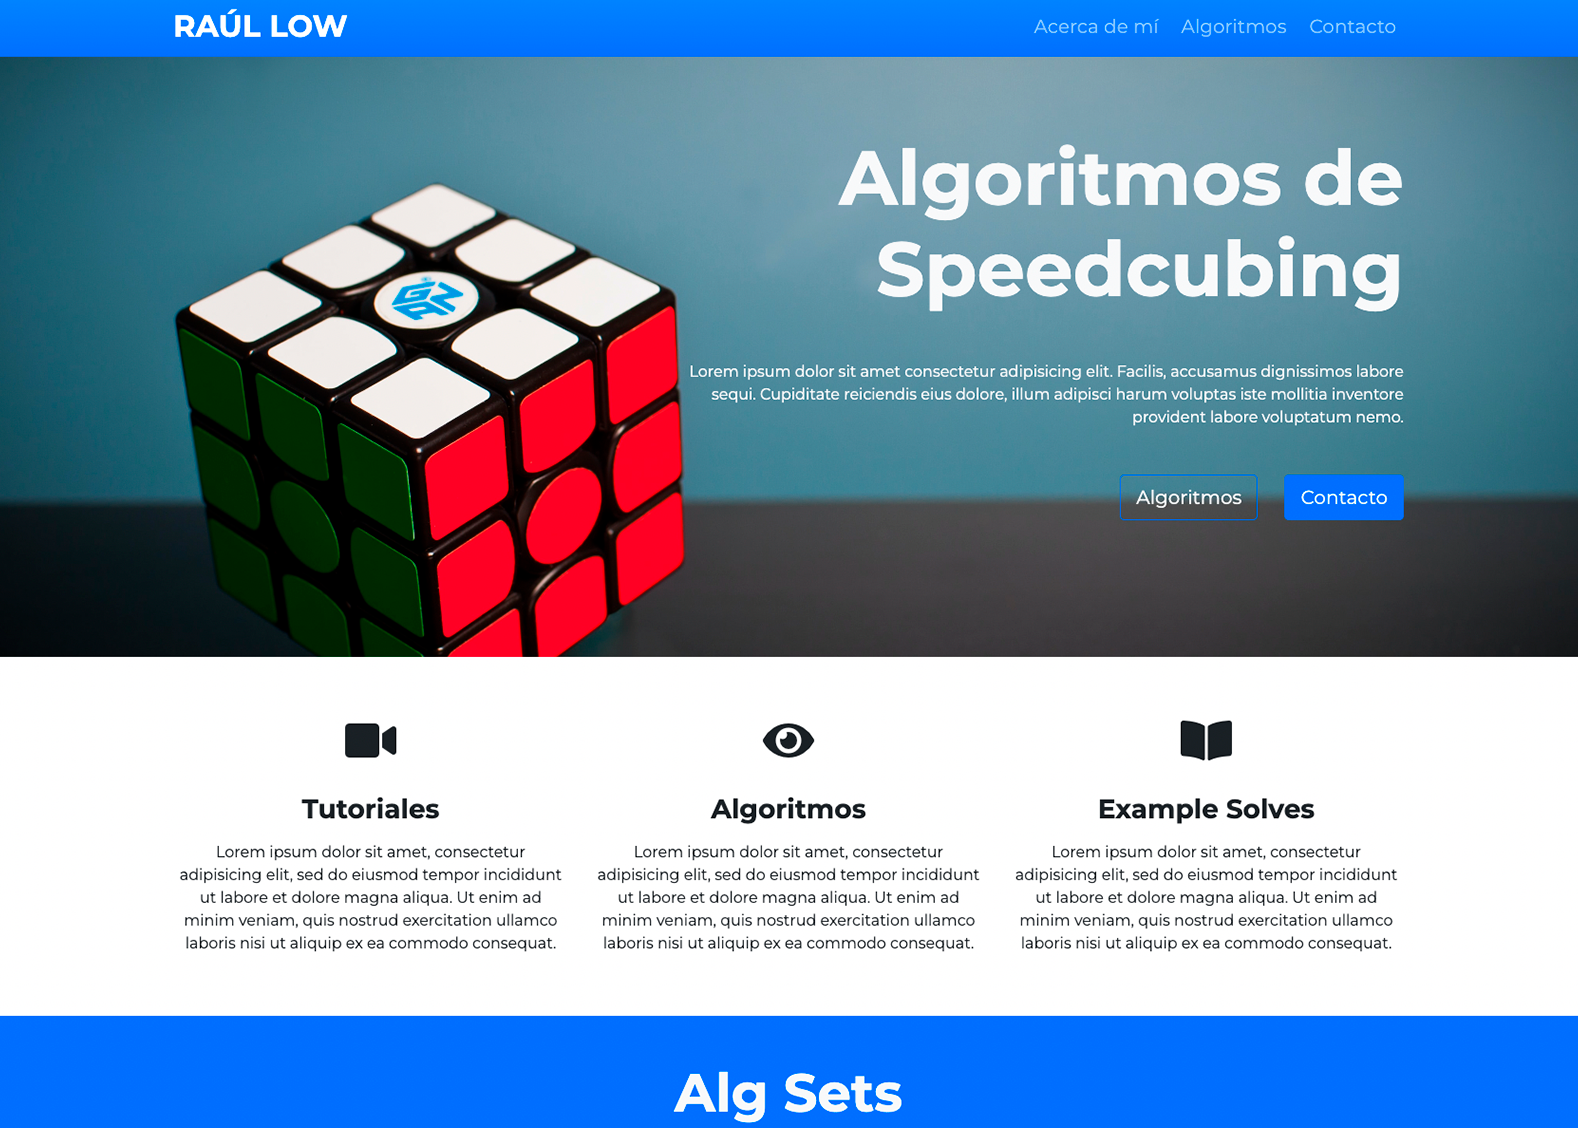 RAÚL LOW
Acerca de mí
Algoritmos
Contacto
Algoritmos de
Speedcubing
Lorem ipsum dolor sit amet consectetur adipisicing elit. Facilis, accusamus dignissimos labore
sequi. Cupiditate reiciendis eius dolore, illum adipisci harum voluptas iste mollitia inventore
provident labore voluptatum nemo.
Algoritmos
Contacto
GAN
Tutoriales
Lorem ipsum dolor sit amet, consectetur
adipisicing elit, sed do eiusmod tempor incididunt
ut labore et dolore magna aliqua. Ut enim ad
minim veniam, quis nostrud exercitation ullamco
laboris nisi ut aliquip ex ea commodo consequat.
Algoritmos
Lorem ipsum dolor sit amet, consectetur
adipisicing elit, sed do eiusmod tempor incididunt
ut labore et dolore magna aliqua. Ut enim ad
minim veniam, quis nostrud exercitation ullamco
laboris nisi ut aliquip ex ea commodo consequat.
Example Solves
Lorem ipsum dolor sit amet, consectetur
adipisicing elit, sed do eiusmod tempor incididunt
ut labore et dolore magna aliqua. Ut enim ad
minim veniam, quis nostrud exercitation ullamco
laboris nisi ut aliquip ex ea commodo consequat.
Alg Sets